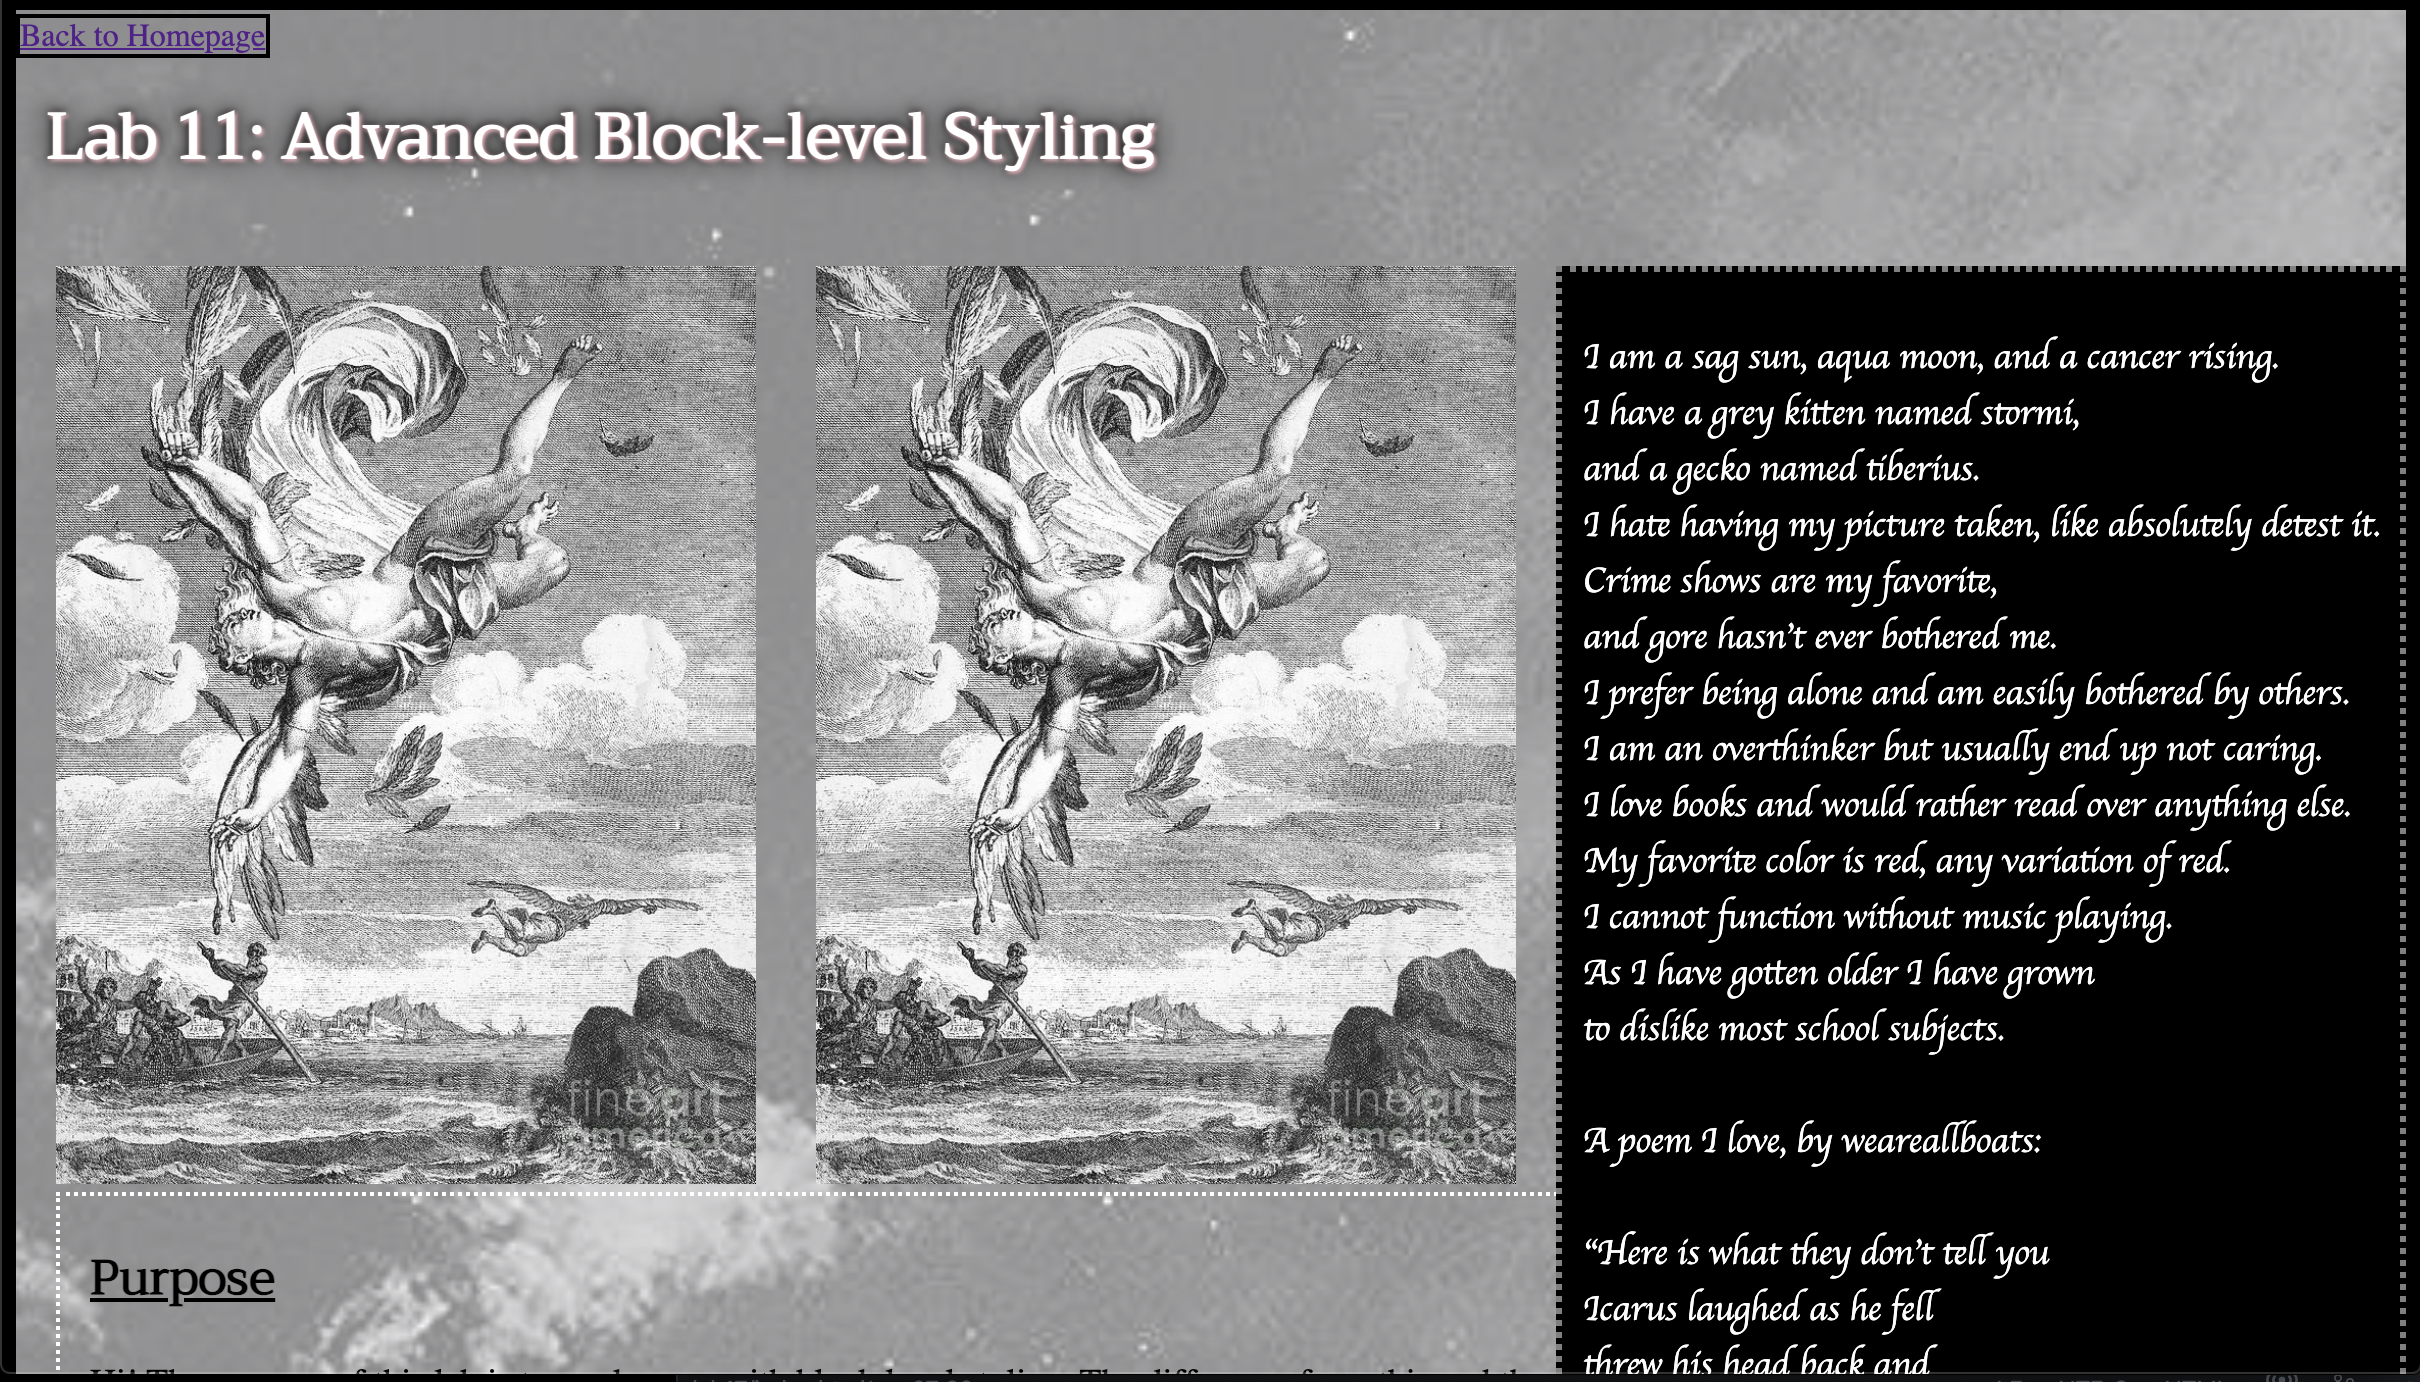 Back to Homepage
Lab 11: Advanced Block-level Styling
fine art
america
fine art
america
Purpose
I am a sag sun, aqua moon, and a cancer rising.
I have a grey kitten named stormi,
and a gecko named tiberius.
I hate having my picture taken, like absolutely detest it.
Crime shows are my favorite,
and gore hasn't ever bothered me.
I prefer being alone and am easily bothered by others.
I am an overthinker but usually end up not caring.
I love books and would rather read over anything else.
My favorite color is red, any variation of red.
I cannot function without music playing.
As I have gotten older I have grown
to dislike most school subjects.
A poem I love, by weareallboats:
“Here is what they don't tell you
Icarus laughed as he fell
threw his head back and